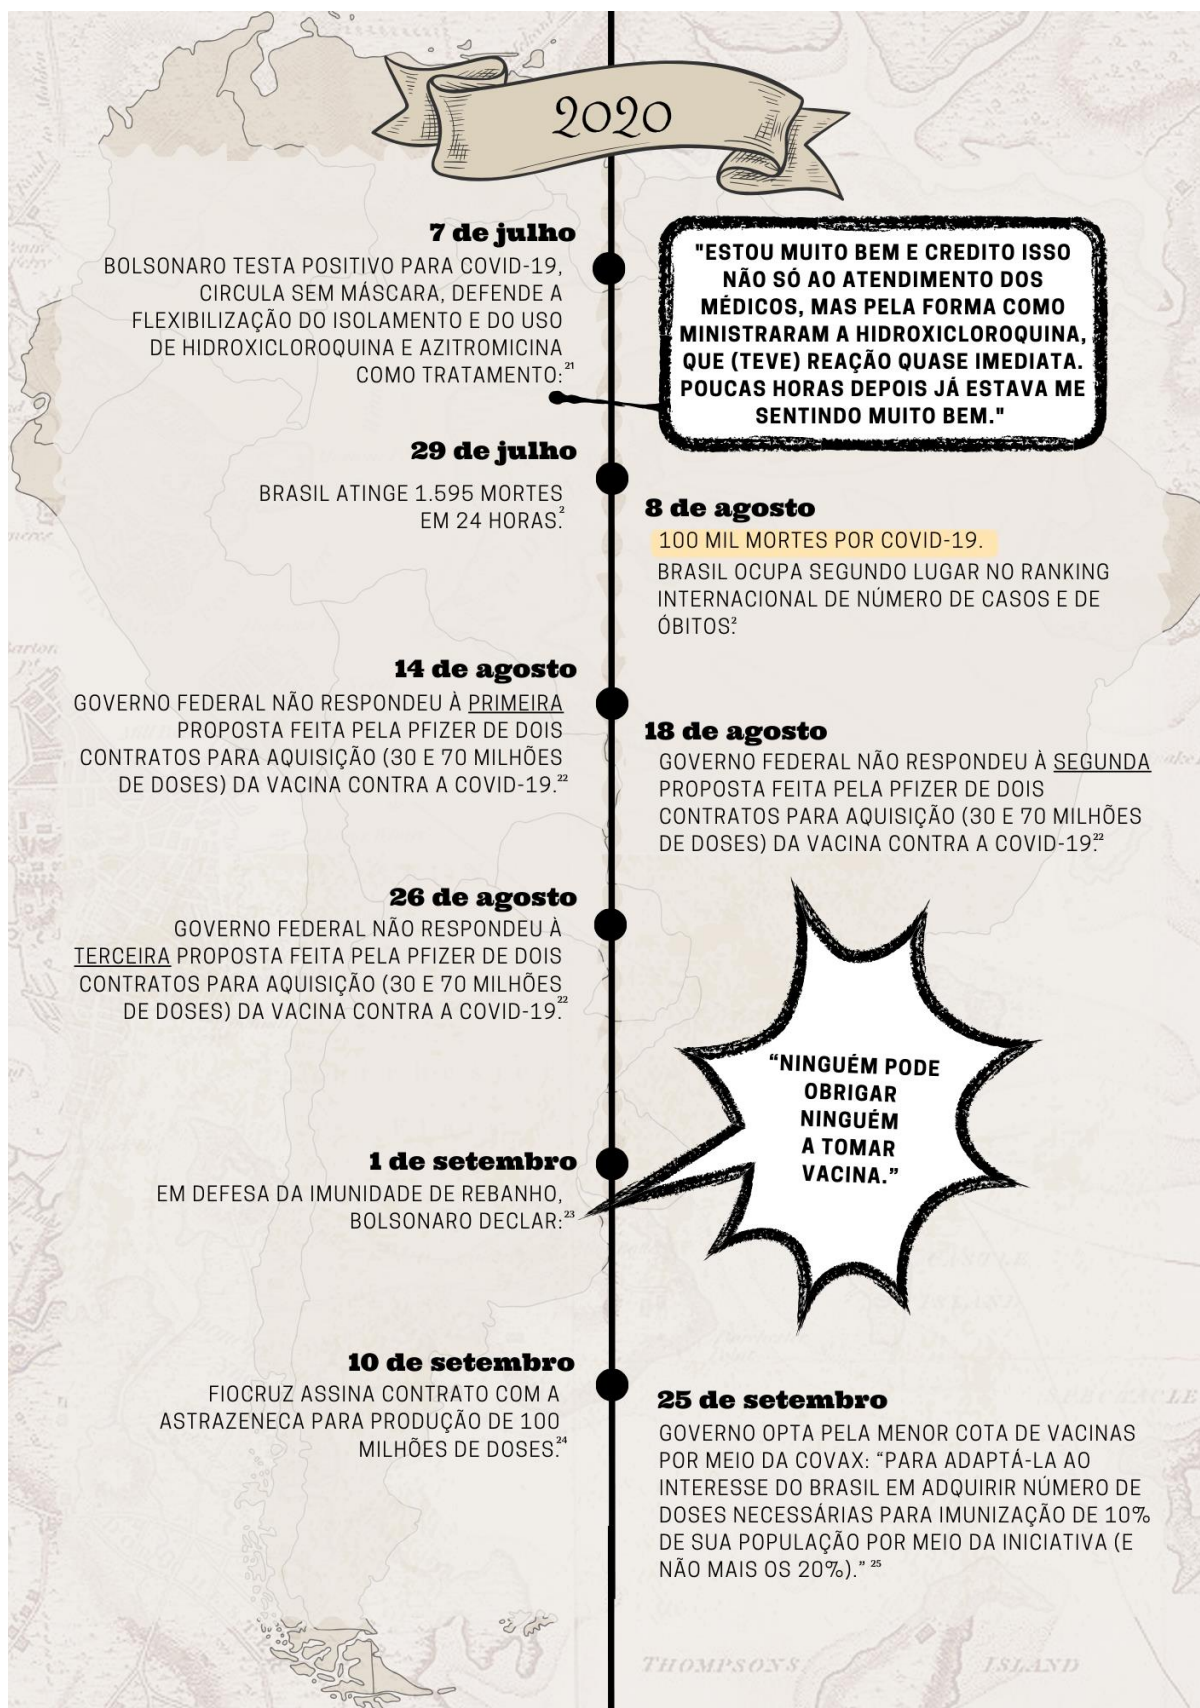 2020
7 de julho
BOLSONARO TESTA POSITIVO PARA COVID-19,
CIRCULA SEM MÁSCARA, DEFENDE A
FLEXIBILIZAÇÃO DO ISOLAMENTO E DO USO
DE HIDROXICLOROQUINA E AZITROMICINA
COMO TRATAMENTO:²¹
"ESTOU MUITO BEM E CREDITO ISSO
NÃO SÓ AO ATENDIMENTO DOS
MÉDICOS, MAS PELA FORMA COMO
MINISTRARAM A HIDROXICLOROQUINA,
QUE (TEVE) REAÇÃO QUASE IMEDIATA.
POUCAS HORAS DEPOIS JÁ ESTAVA ME
SENTINDO MUITO BEM."
29 de julho
BRASIL ATINGE 1.595 MORTES
EM 24 HORAS.²
8 de agosto
100 MIL MORTES POR COVID-19.
BRASIL OCUPA SEGUNDO LUGAR NO RANKING
INTERNACIONAL DE NÚMERO DE CASOS E DE
ÓBITOS.²
14 de agosto
GOVERNO FEDERAL NÃO RESPONDEU À PRIMEIRA
PROPOSTA FEITA PELA PFIZER DE DOIS
CONTRATOS PARA AQUISIÇÃO (30 E 70 MILHÕES
DE DOSES) DA VACINA CONTRA A COVID-19.²²
18 de agosto
GOVERNO FEDERAL NÃO RESPONDEU À SEGUNDA
PROPOSTA FEITA PELA PFIZER DE DOIS
CONTRATOS PARA AQUISIÇÃO (30 E 70 MILHÕES
DE DOSES) DA VACINA CONTRA A COVID-19.²²
26 de agosto
GOVERNO FEDERAL NÃO RESPONDEU À
TERCEIRA PROPOSTA FEITA PELA PFIZER DE DOIS
CONTRATOS PARA AQUISIÇÃO (30 E 70 MILHÕES
DE DOSES) DA VACINA CONTRA A COVID-19.²²
1 de setembro
EM DEFESA DA IMUNIDADE DE REBANHO,
BOLSONARO DECLAR:²³
“NINGUÉM PODE
OBRIGAR
NINGUÉM
A TOMAR
VACINA.”
10 de setembro
FIOCRUZ ASSINA CONTRATO COM A
ASTRAZENECA PARA PRODUÇÃO DE 100
MILHÕES DE DOSES.²⁴
25 de setembro
GOVERNO OPTA PELA MENOR COTA DE VACINAS
POR MEIO DA COVAX: “PARA ADAPTÁ-LA AO
INTERESSE DO BRASIL EM ADQUIRIR NÚMERO DE
DOSES NECESSÁRIAS PARA IMUNIZAÇÃO DE 10%
DE SUA POPULAÇÃO POR MEIO DA INICIATIVA (E
NÃO MAIS OS 20%).” ²⁵
THOMPSONS ISLAND